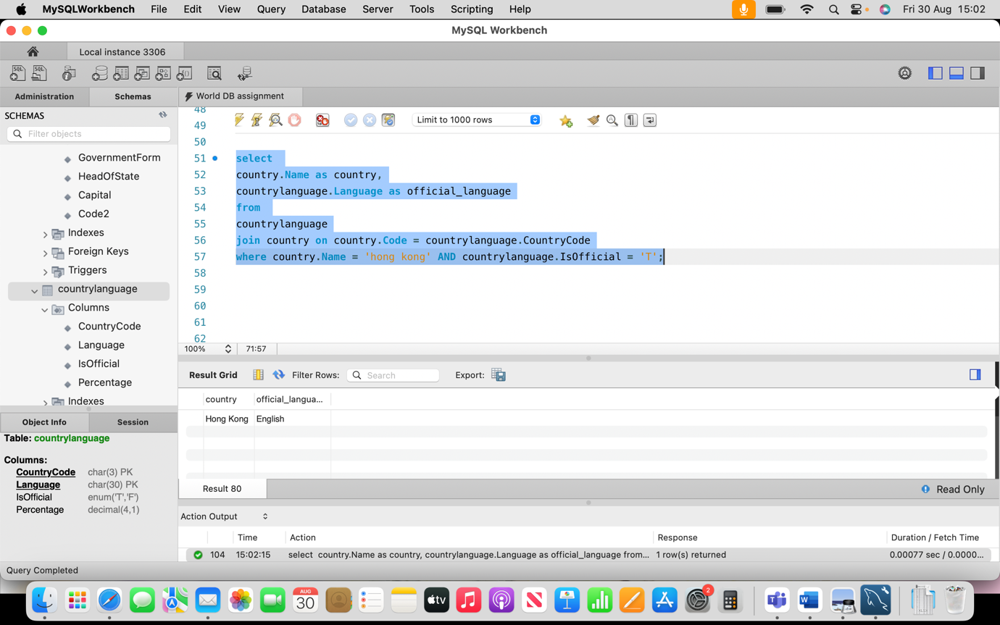 MySQLWorkbench File Edit View Query Database Server Tools Scripting Help Fri 30 Aug 15:02
MySQL Workbench
Local instance 3306
Administration Schemas World DB assignment
SCHEMAS
Filter objects
GovernmentForm
HeadOfState
Capital
Code2
Indexes
Foreign Keys
Triggers
countrylanguage
Columns
CountryCode
Language
IsOfficial
Percentage
Indexes
Object Info Session
Table: countrylanguage
Columns:
CountryCode char(3) PK
Language char(30) PK
IsOfficial enum('T','F')
Percentage decimal(4,1)
Limit to 1000 rows
48
49
50
51 select
52 country.Name as country,
53 countrylanguage.Language as official_language
54 from
55 countrylanguage
56 join country on country.Code = countrylanguage.CountryCode
57 where country.Name = 'hong kong' AND countrylanguage.IsOfficial = 'T';
58
59
60
61
62
100% 71:57
Result Grid Filter Rows: Search Export:
country official_langua...
Hong Kong English
Result 80 Read Only
Action Output
Time Action Response Duration / Fetch Time
104 15:02:15 select country.Name as country, countrylanguage.Language as official_language from... 1 row(s) returned 0.00077 sec / 0.0000...
Query Completed
AUG
30
tv
2